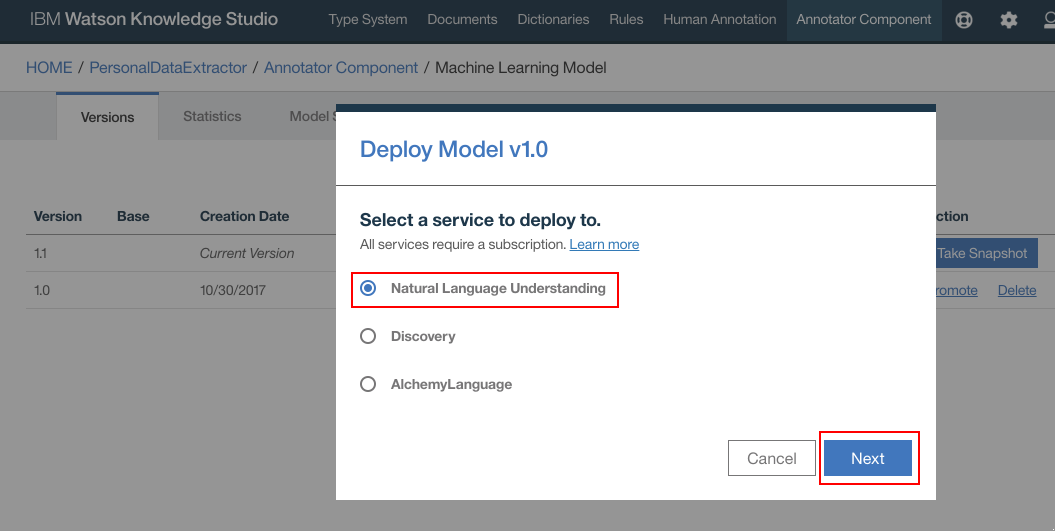 IBM Watson Knowledge Studio Type System Documents Dictionaries Rules Human Annotation Annotator Component
HOME / PersonalDataExtractor / Annotator Component / Machine Learning Model
Versions Statistics Model S
Deploy Model v1.0
Select a service to deploy to.
All services require a subscription. Learn more
Version Base Creation Date ction
1.1 Current Version Take Snapshot
1.0 10/30/2017 romote Delete
Natural Language Understanding
Discovery
AlchemyLanguage
Cancel Next